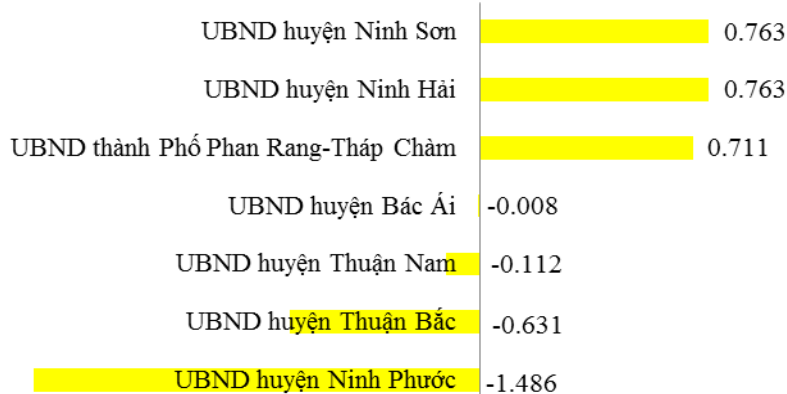 UBND huyện Ninh Sơn 0.763
UBND huyện Ninh Hải 0.763
UBND thành Phố Phan Rang-Tháp Chàm 0.711
UBND huyện Bác Ái -0.008
UBND huyện Thuận Nam -0.112
UBND huyện Thuận Bắc -0.631
UBND huyện Ninh Phước -1.486